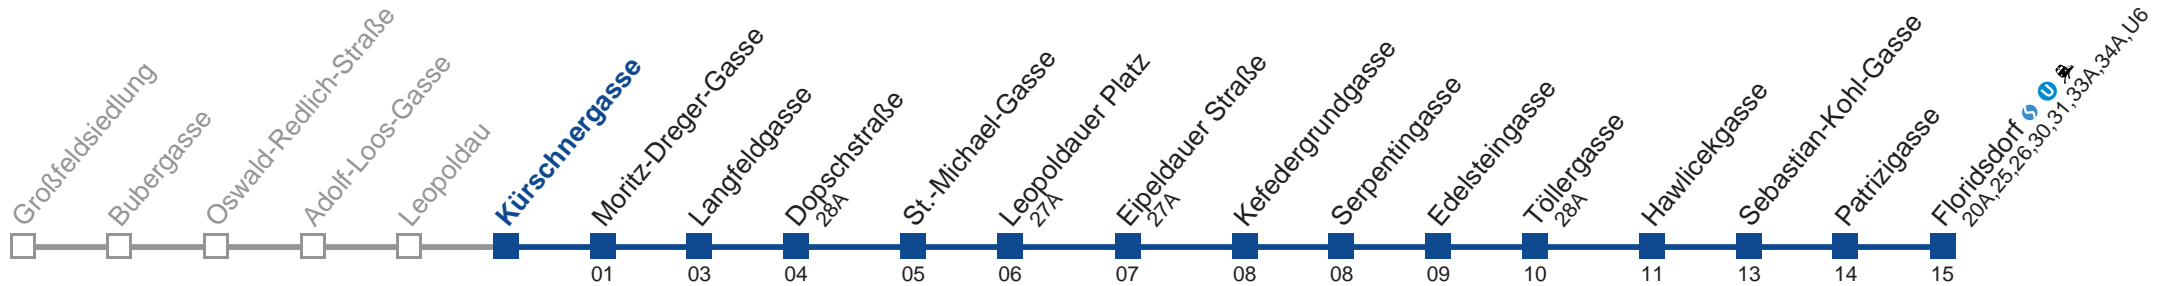 Großfeldsiedlung
Bubergasse
Oswald-Redlich-Straße
Adolf-Loos-Gasse
Leopoldau
Kürschnergasse
Moritz-Dreger-Gasse
01
Langfeldgasse
03
Dopschstraße
28A
04
St.-Michael-Gasse
05
Leopoldauer Platz
27A
06
Eipeldauer Straße
27A
07
Kefedergrundgasse
08
Serpentingasse
08
Edelsteingasse
09
Töllergasse
28A
10
Hawlicekgasse
11
Sebastian-Kohl-Gasse
13
Patrizigasse
14
Floridsdorf S U
20A,25,26,30,31,33A,34A,U6
15